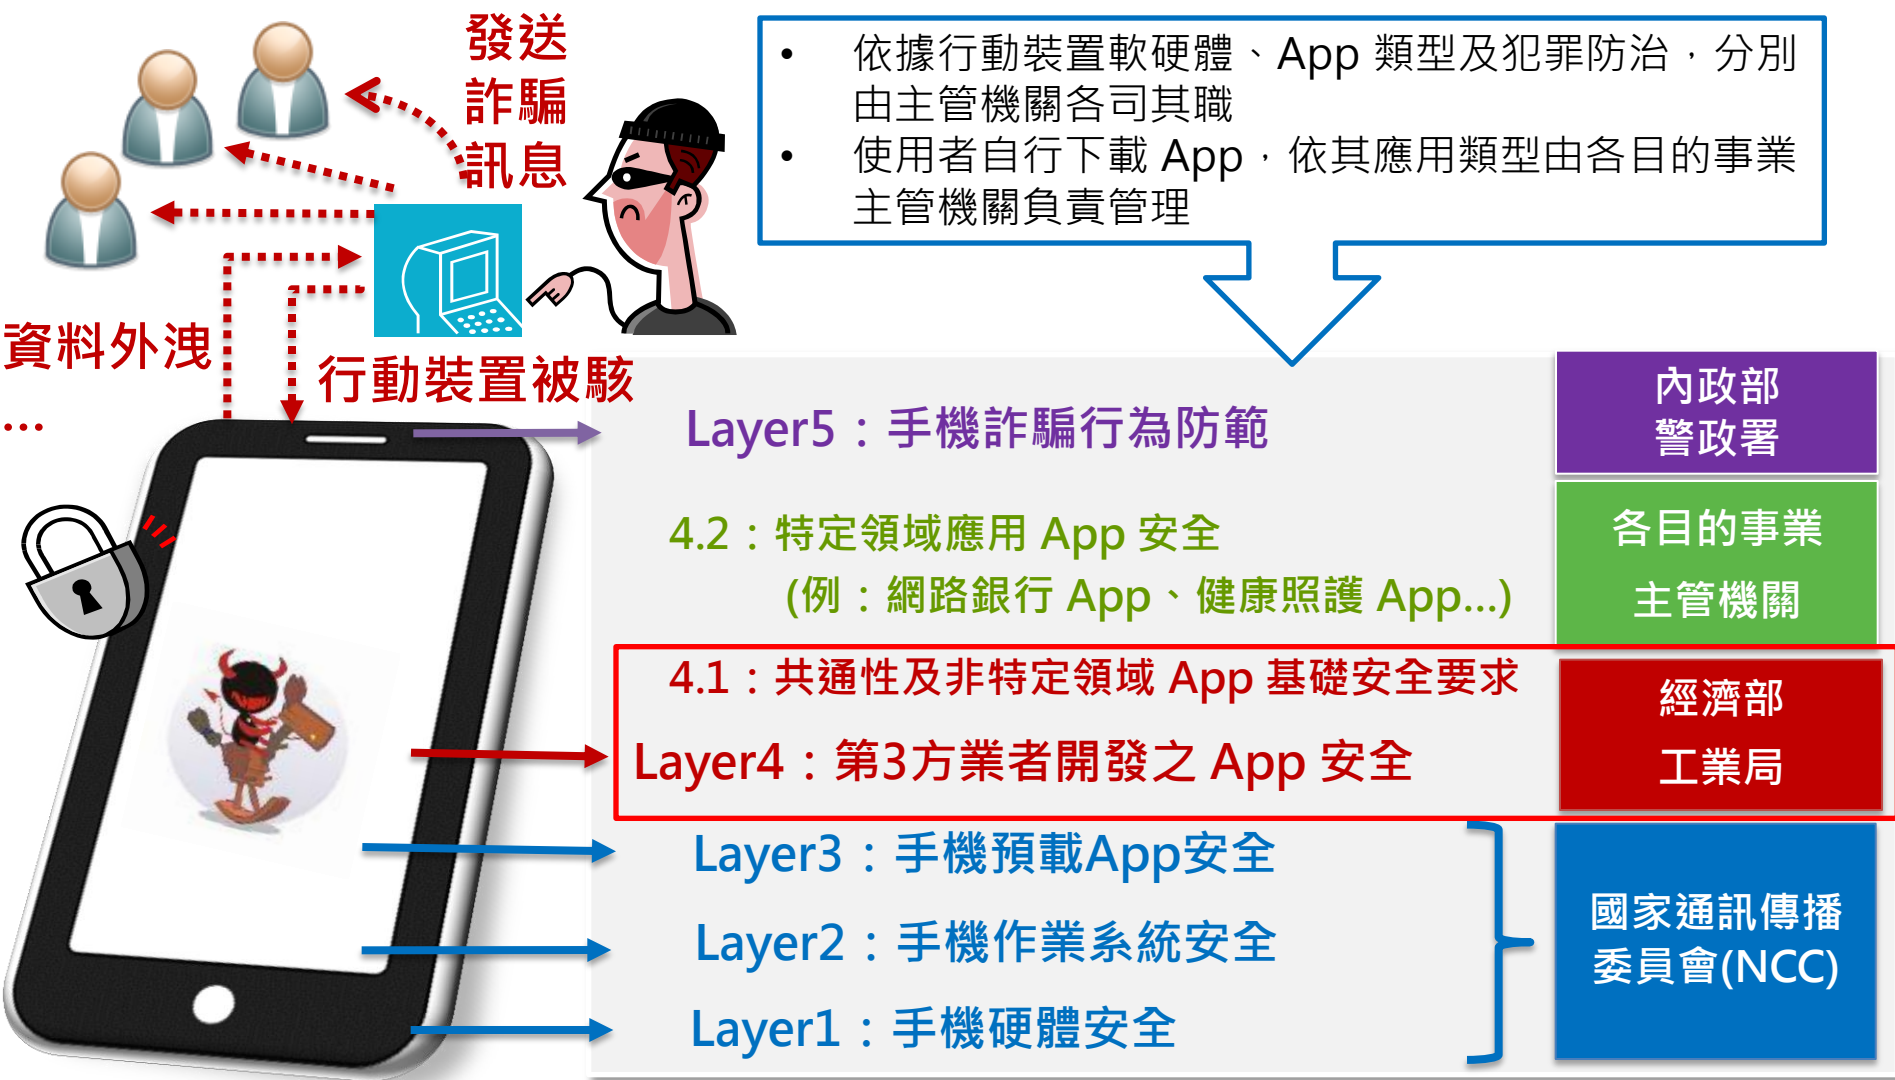 發送
詐騙
訊息
• 依據行動裝置軟硬體、App 類型及犯罪防治，分別
由主管機關各司其職
• 使用者自行下載 App，依其應用類型由各目的事業
主管機關負責管理
資料外洩
...
行動裝置被駭
Layer5：手機詐騙行為防範
內政部
警政署
4.2：特定領域應用 App 安全
(例：網路銀行 App、健康照護 App...)
各目的事業
主管機關
4.1：共通性及非特定領域 App 基礎安全要求
Layer4：第3方業者開發之 App 安全
經濟部
工業局
Layer3：手機預載App安全
Layer2：手機作業系統安全
Layer1：手機硬體安全
國家通訊傳播
委員會(NCC)